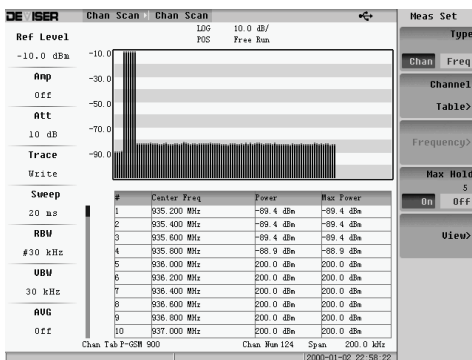 DEVISER Chan Scan Chan Scan Meas Set
Ref Level
-10.0 dBm
Amp
Off
Att
10 dB
Trace
Write
Sweep
20 ms
RBW
#30 kHz
VBW
30 kHz
AVG
Off
LOG 10.0 dB/
POS Free Run
-10.0
-30.0
-50.0
-70.0
-90.0
# Center Freq Power Max Power
1 935.200 MHz -89.4 dBm -89.4 dBm
2 935.400 MHz -89.4 dBm -89.4 dBm
3 935.600 MHz -89.4 dBm -89.4 dBm
4 935.800 MHz -88.9 dBm -88.9 dBm
5 936.000 MHz 200.0 dBm 200.0 dBm
6 936.200 MHz 200.0 dBm 200.0 dBm
7 936.400 MHz 200.0 dBm 200.0 dBm
8 936.600 MHz 200.0 dBm 200.0 dBm
9 936.800 MHz 200.0 dBm 200.0 dBm
10 937.000 MHz 200.0 dBm 200.0 dBm
Chan Tab P-GSM 900 Chan Num 124 Span 200.0 kHz
2000-01-02 22:58:22
Type
Chan Freq
Channel
Table>
Frequency>
Max Hold
5
On Off
View>